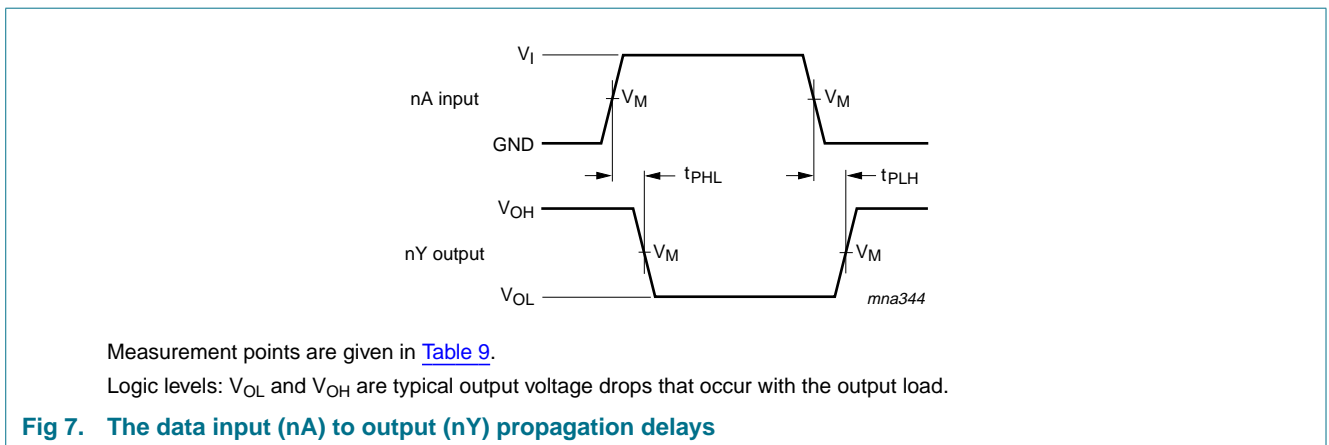 V_I
nA input
V_M
V_M
GND
t_PHL
t_PLH
V_OH
nY output
V_M
V_M
V_OL
mna344
Measurement points are given in Table 9.
Logic levels: V_OL and V_OH are typical output voltage drops that occur with the output load.
Fig 7. The data input (nA) to output (nY) propagation delays